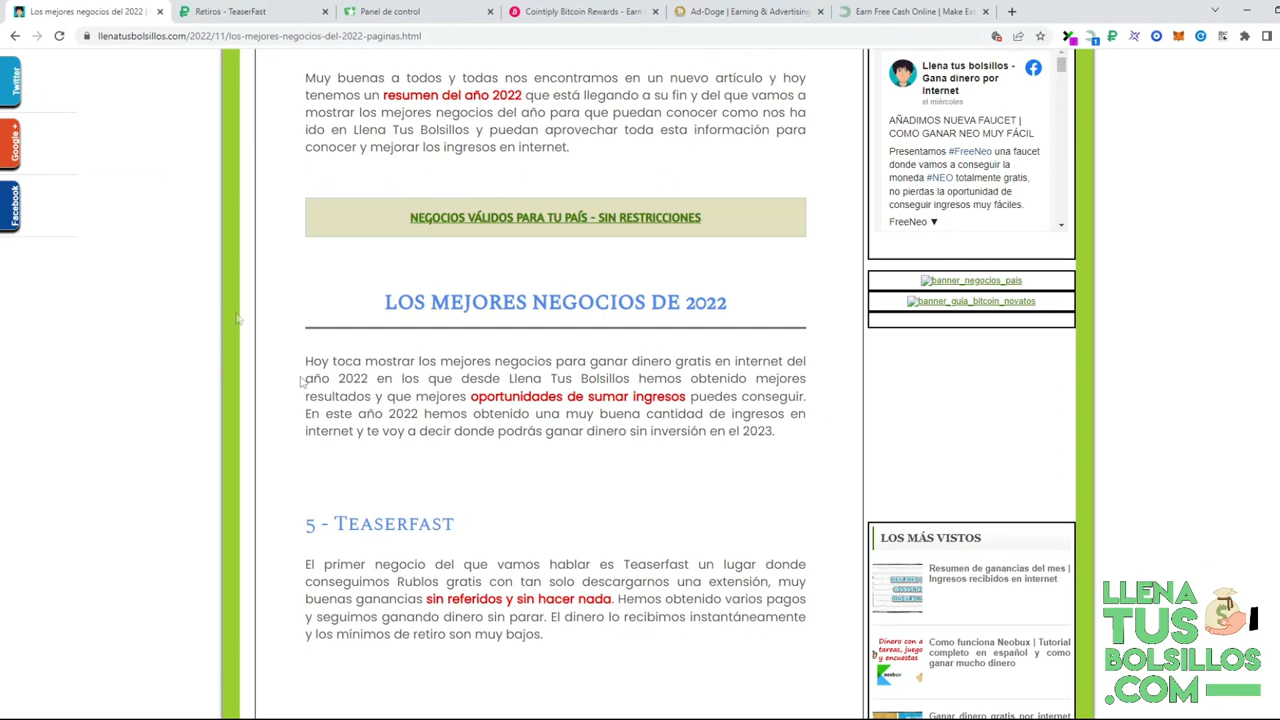 Los mejores negocios del 2022 |
Retiros - TeaserFast
Panel de control
Cointiply Bitcoin Rewards - Earn
Ad-Doge | Earning & Advertising
Earn Free Cash Online | Make Ex
llenatusbolsillos.com/2022/11/los-mejores-negocios-del-2022-paginas.html
Twitter
Google +
Facebook
Muy buenas a todos y todas nos encontramos en un nuevo artículo y hoy
tenemos un resumen del año 2022 que está llegando a su fin y del que vamos a
mostrar los mejores negocios del año para que puedan conocer como nos ha
ido en Llena Tus Bolsillos y puedan aprovechar toda esta información para
conocer y mejorar los ingresos en internet.
NEGOCIOS VÁLIDOS PARA TU PAÍS - SIN RESTRICCIONES
LOS MEJORES NEGOCIOS DE 2022
Hoy toca mostrar los mejores negocios para ganar dinero gratis en internet del
año 2022 en los que desde Llena Tus Bolsillos hemos obtenido mejores
resultados y que mejores oportunidades de sumar ingresos puedes conseguir.
En este año 2022 hemos obtenido una muy buena cantidad de ingresos en
internet y te voy a decir donde podrás ganar dinero sin inversión en el 2023.
5 - Teaserfast
El primer negocio del que vamos hablar es Teaserfast un lugar donde
conseguimos Rublos gratis con tan solo descargarnos una extensión, muy
buenas ganancias sin referidos y sin hacer nada. Hemos obtenido varios pagos
y seguimos ganando dinero sin parar. El dinero lo recibimos instantáneamente
y los mínimos de retiro son muy bajos.
Llena tus bolsillos -
Gana dinero por
Internet
el miércoles
AÑADIMOS NUEVA FAUCET |
COMO GANAR NEO MUY FÁCIL
Presentamos #FreeNeo una faucet
donde vamos a conseguir la
moneda #NEO totalmente gratis,
no pierdas la oportunidad de
conseguir ingresos muy fáciles.
FreeNeo ▼
banner_negocios_pais
banner_guia_bitcoin_novatos
LOS MÁS VISTOS
Resumen de ganancias del mes |
Ingresos recibidos en internet
Dinero con
tareas, juego
y encuestas
neobux
Como funciona Neobux | Tutorial
completo en español y como
ganar mucho dinero
Ganar dinero gratis por internet
LLENA
TUS
BOLSILLOS
.COM